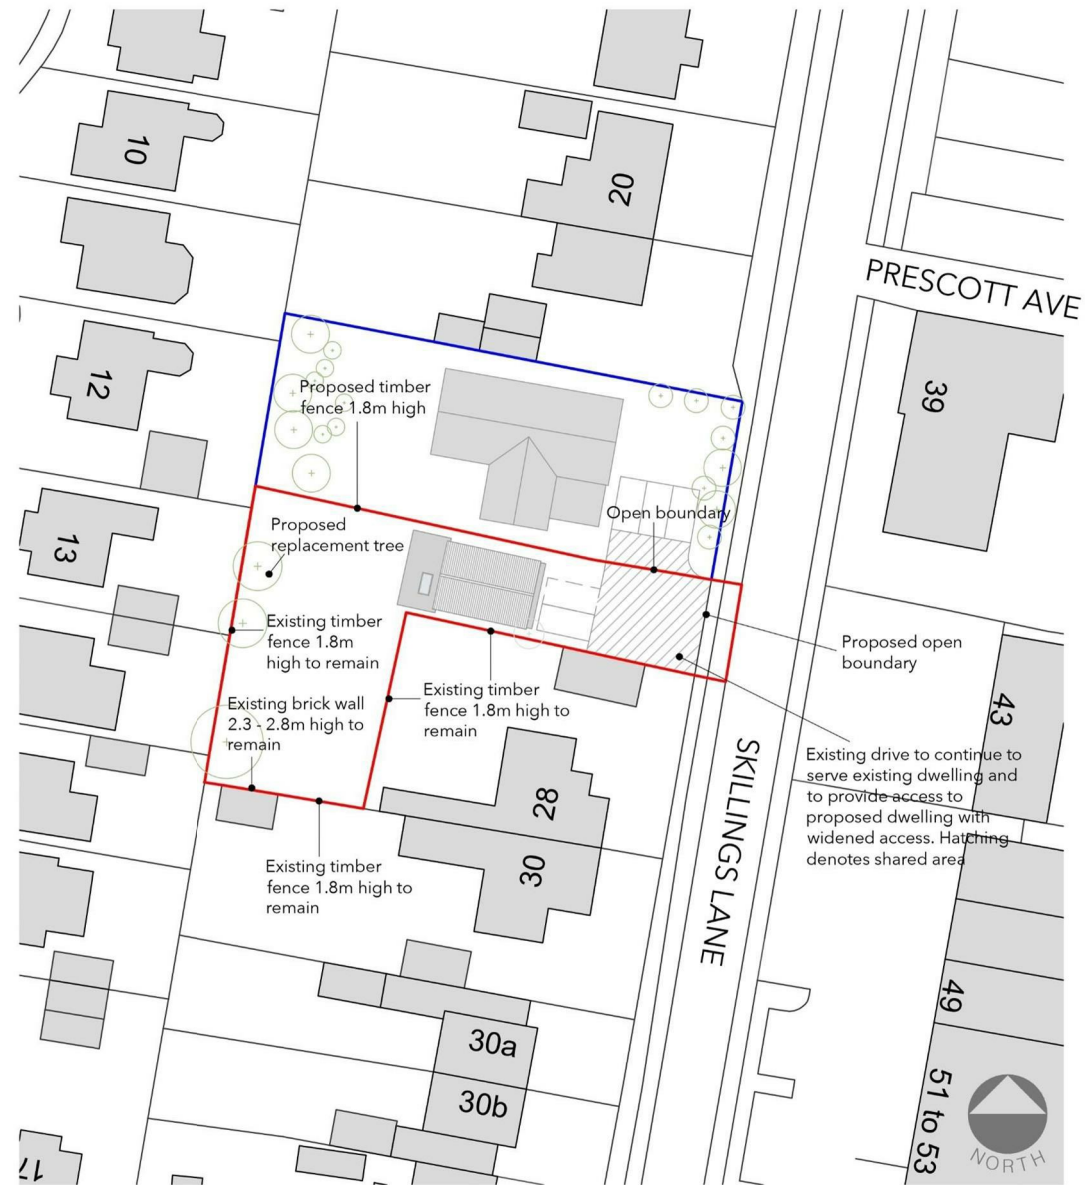 10
20
PRESCOTT AVE
12
39
Proposed timber
fence 1.8m high
13
Proposed
replacement tree
Open boundary
Existing timber
fence 1.8m
high to remain
Proposed open
boundary
Existing brick wall
2.3 - 2.8m high to
remain
Existing timber
fence 1.8m high to
remain
43
Existing drive to continue to
serve existing dwelling and
to provide access to
proposed dwelling with
widened access. Hatching
denotes shared area
SKILLINGS LANE
28
30
Existing timber
fence 1.8m high to
remain
49
30a
30b
51 to 53
17
NORTH